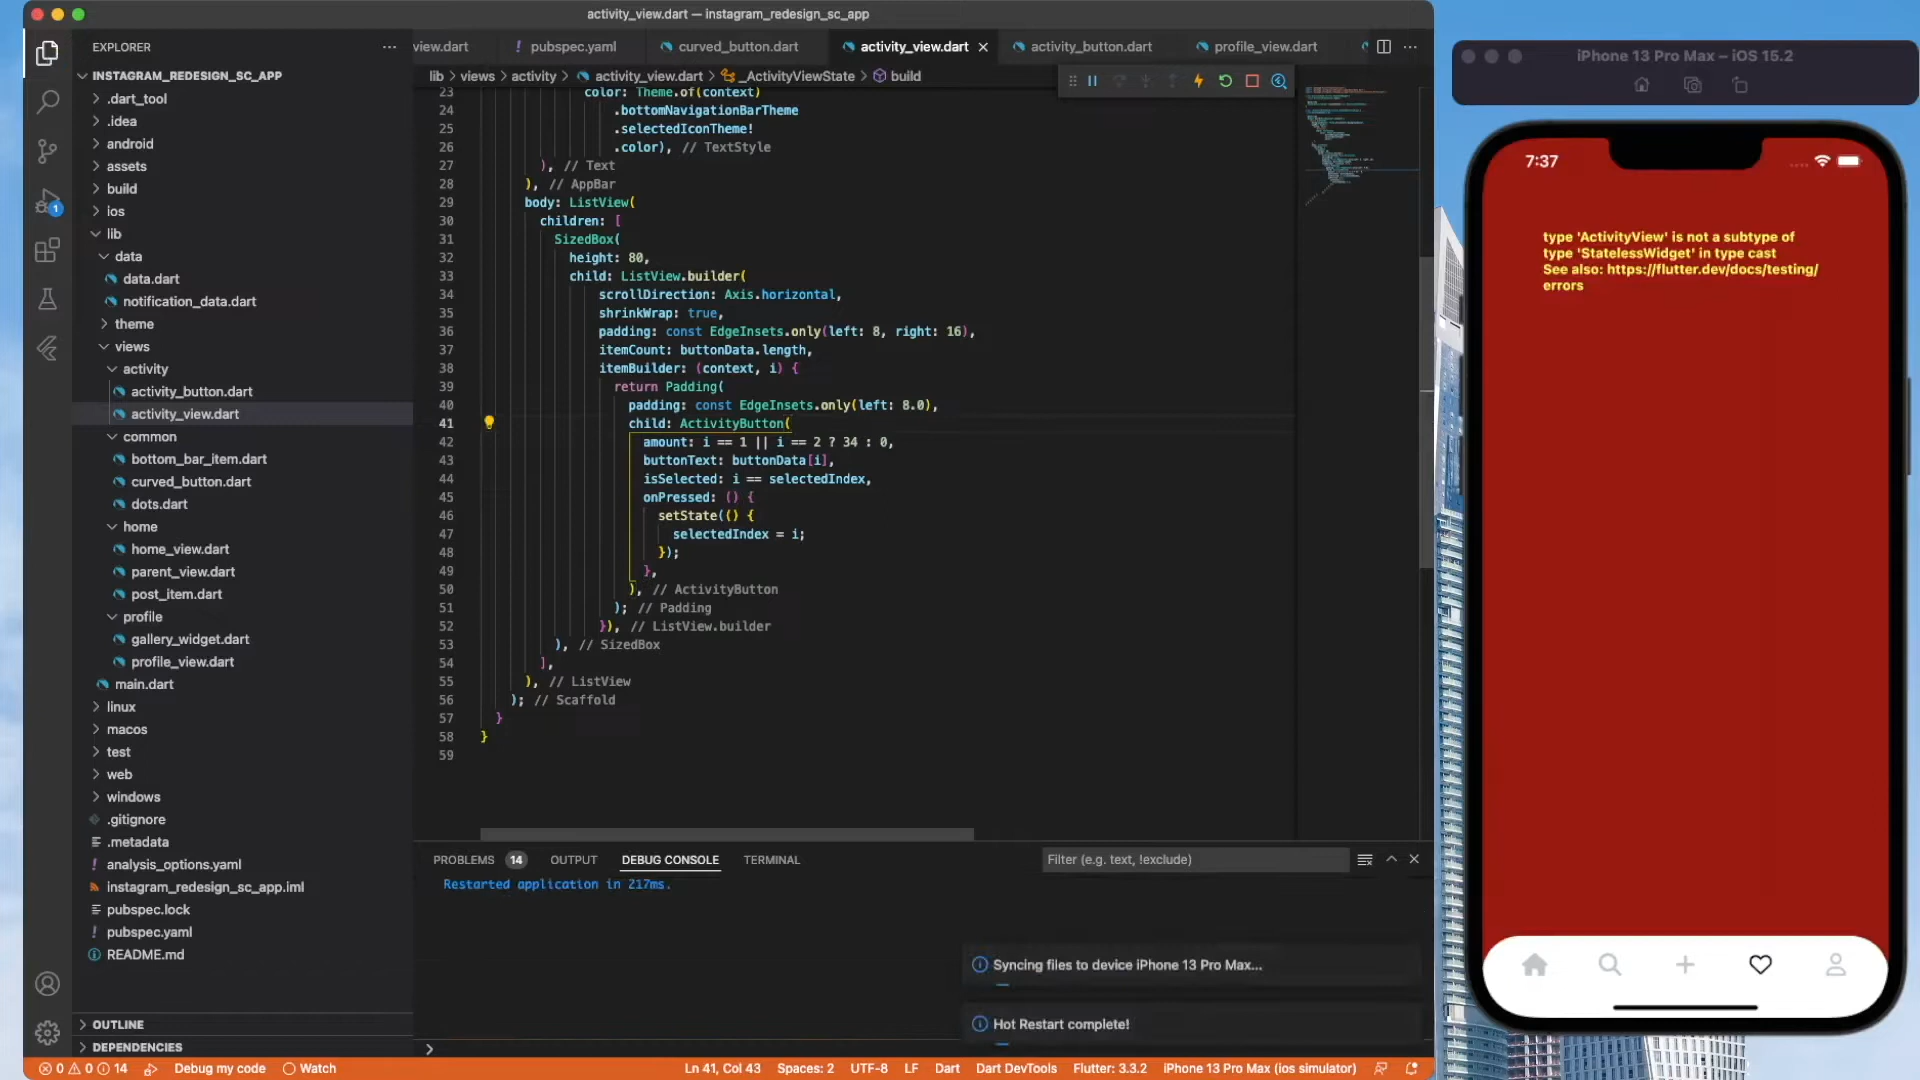 activity_view.dart — instagram_redesign_sc_app
EXPLORER
INSTAGRAM_REDESIGN_SC_APP
.dart_tool
.idea
android
assets
build
ios
lib
data
data.dart
notification_data.dart
theme
views
activity
activity_button.dart
activity_view.dart
common
bottom_bar_item.dart
curved_button.dart
dots.dart
home
home_view.dart
parent_view.dart
post_item.dart
profile
gallery_widget.dart
profile_view.dart
main.dart
linux
macos
test
web
windows
.gitignore
.metadata
analysis_options.yaml
instagram_redesign_sc_app.iml
pubspec.lock
pubspec.yaml
README.md
OUTLINE
DEPENDENCIES
1
view.dart ! pubspec.yaml curved_button.dart activity_view.dart activity_button.dart profile_view.dart
lib > views > activity > activity_view.dart > _ActivityViewState > build
23 color: Theme.of(context)
24 .bottomNavigationBarTheme
25 .selectedIconTheme!
26 .color), // TextStyle
27 ), // Text
28 ), // AppBar
29 body: ListView(
30 children: [
31 SizedBox(
32 height: 80,
33 child: ListView.builder(
34 scrollDirection: Axis.horizontal,
35 shrinkWrap: true,
36 padding: const EdgeInsets.only(left: 8, right: 16),
37 itemCount: buttonData.length,
38 itemBuilder: (context, i) {
39 return Padding(
40 padding: const EdgeInsets.only(left: 8.0),
41 child: ActivityButton(
42 amount: i == 1 || i == 2 ? 34 : 0,
43 buttonText: buttonData[i],
44 isSelected: i == selectedIndex,
45 onPressed: () {
46 setState(() {
47 selectedIndex = i;
48 });
49 },
50 ), // ActivityButton
51 ); // Padding
52 }), // ListView.builder
53 ), // SizedBox
54 ],
55 ), // ListView
56 ); // Scaffold
57 }
58 }
59
PROBLEMS 14 OUTPUT DEBUG CONSOLE TERMINAL
Filter (e.g. text, !exclude)
Restarted application in 217ms.
Syncing files to device iPhone 13 Pro Max...
Hot Restart complete!
0 0 14 Debug my code Watch
Ln 41, Col 43 Spaces: 2 UTF-8 LF Dart Dart DevTools Flutter: 3.3.2 iPhone 13 Pro Max (ios simulator)
iPhone 13 Pro Max – iOS 15.2
7:37
type 'ActivityView' is not a subtype of
type 'StatelessWidget' in type cast
See also: https://flutter.dev/docs/testing/
errors